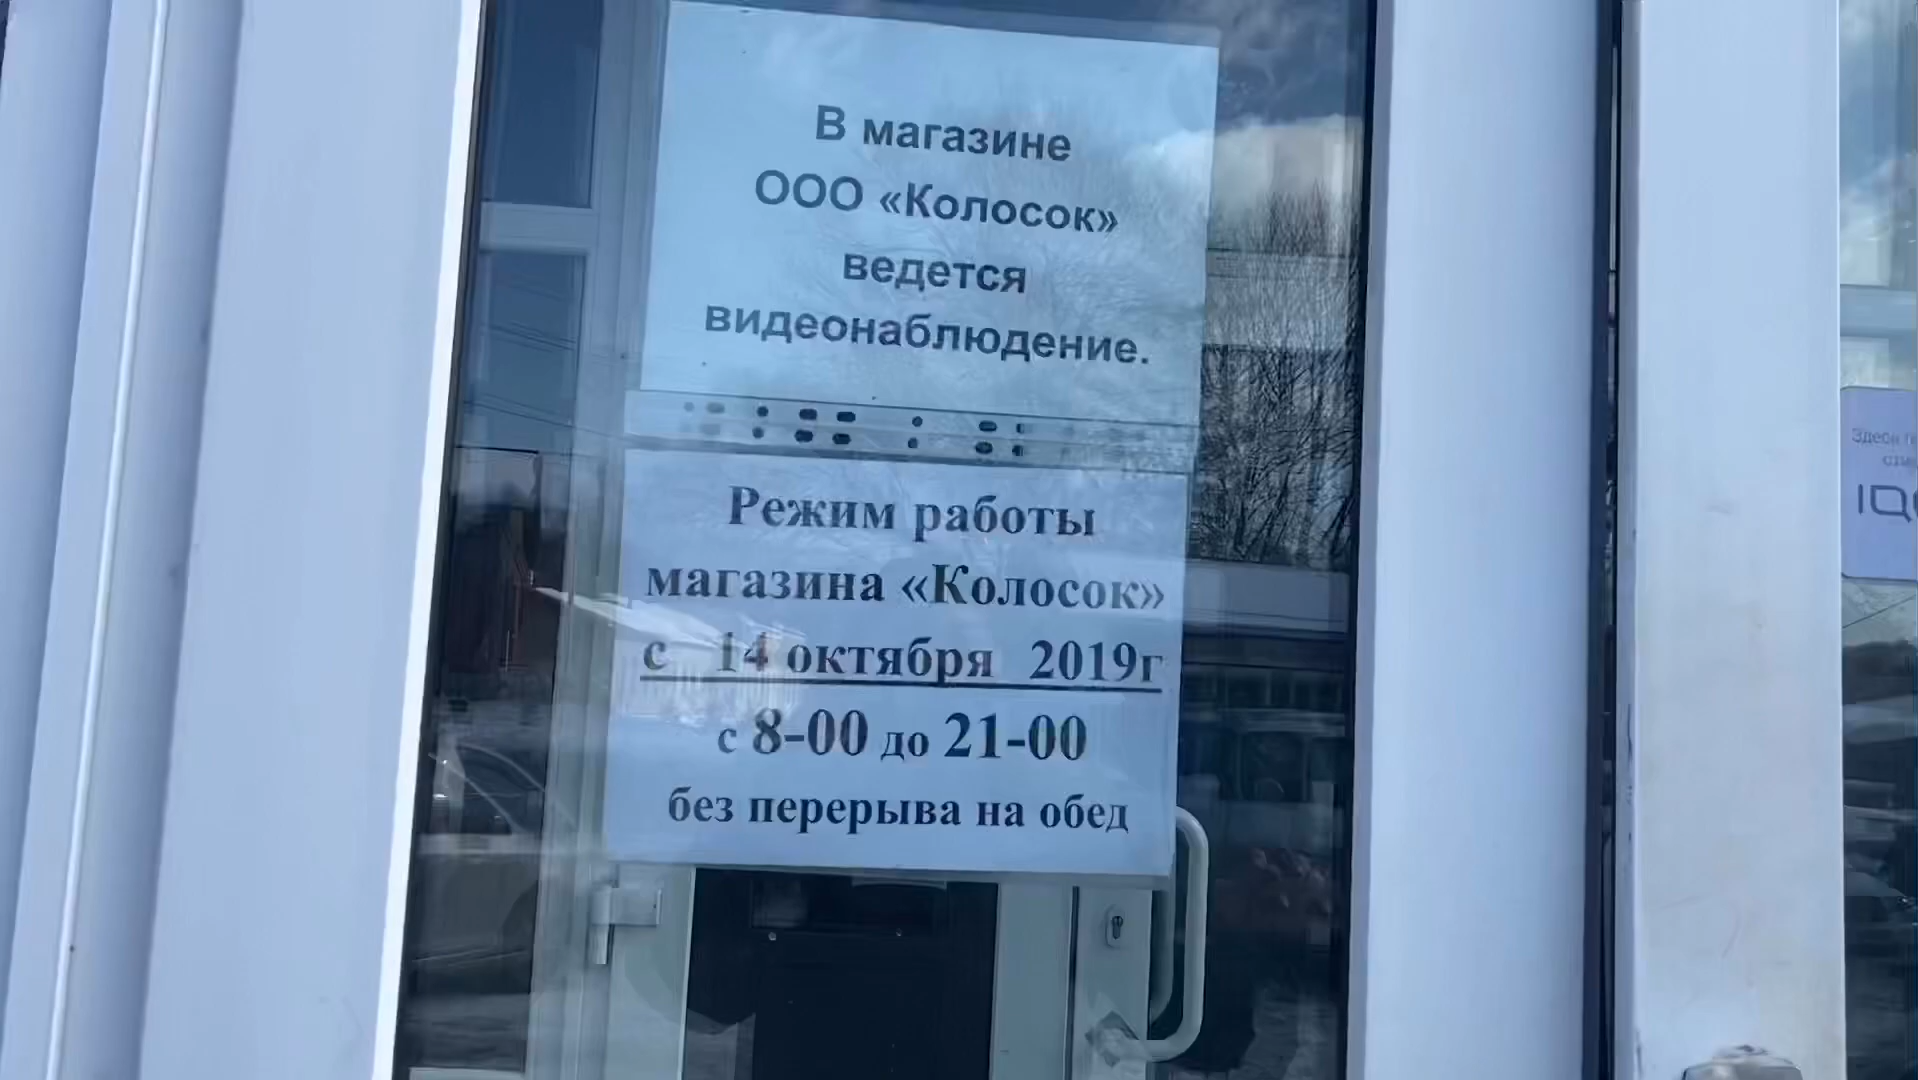 В магазине
ООО «Колосок»
ведется
видеонаблюдение.
Режим работы
магазина «Колосок»
с 14 октября 2019г
с 8-00 до 21-00
без перерыва на обед
Здесь